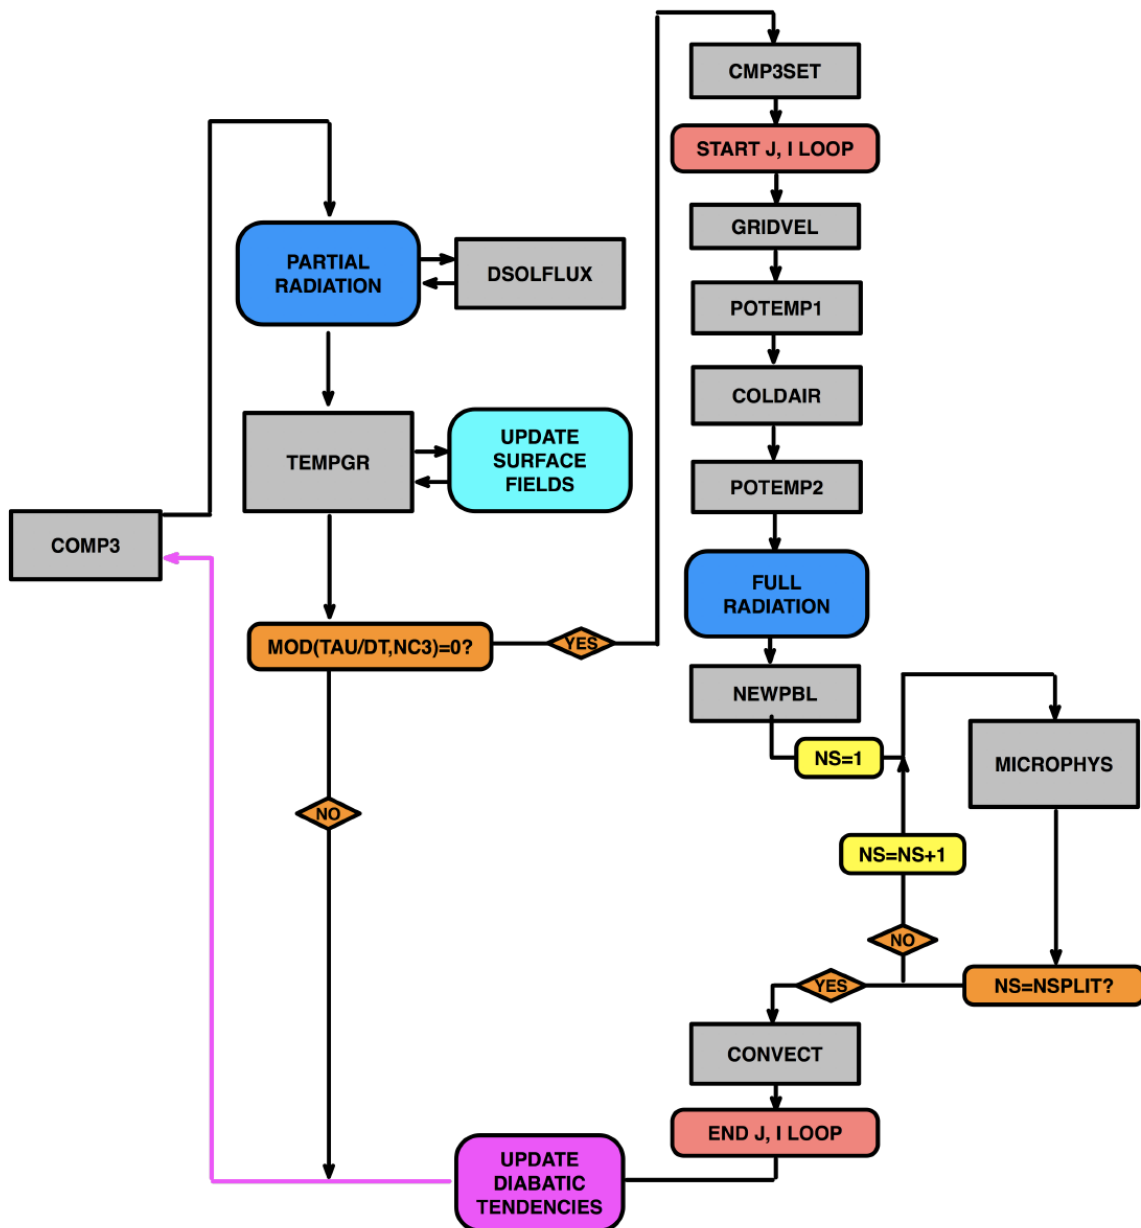 CMP3SET
START J, I LOOP
GRIDVEL
PARTIAL
RADIATION
DSOLFLUX
POTEMP1
COLDAIR
UPDATE
SURFACE
FIELDS
TEMPGR
POTEMP2
COMP3
FULL
RADIATION
MOD(TAU/DT,NC3)=0?
YES
NEWPBL
NS=1
MICROPHYS
NO
NS=NS+1
NO
YES
NS=NSPLIT?
CONVECT
END J, I LOOP
UPDATE
DIABATIC
TENDENCIES